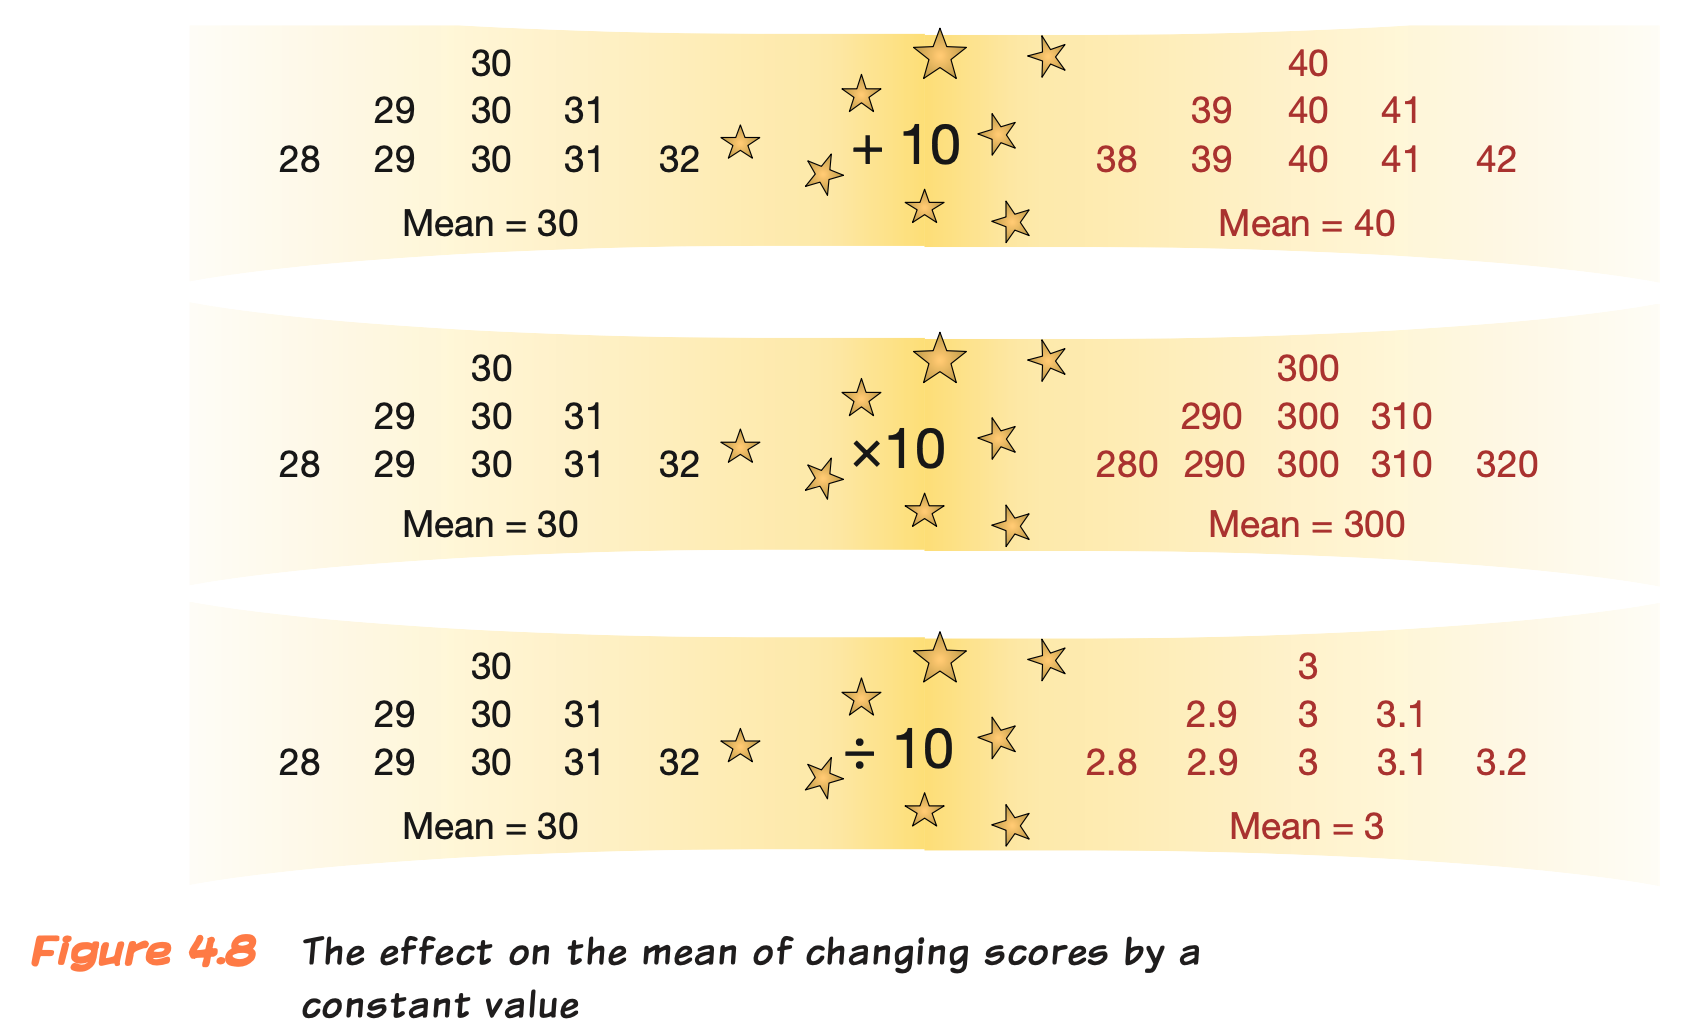 30 40
29 30 31 + 10 39 40 41
28 29 30 31 32 38 39 40 41 42
Mean = 30 Mean = 40
30 300
29 30 31 ×10 290 300 310
28 29 30 31 32 280 290 300 310 320
Mean = 30 Mean = 300
30 3
29 30 31 ÷ 10 2.9 3 3.1
28 29 30 31 32 2.8 2.9 3 3.1 3.2
Mean = 30 Mean = 3
Figure 4.8 The effect on the mean of changing scores by a
constant value